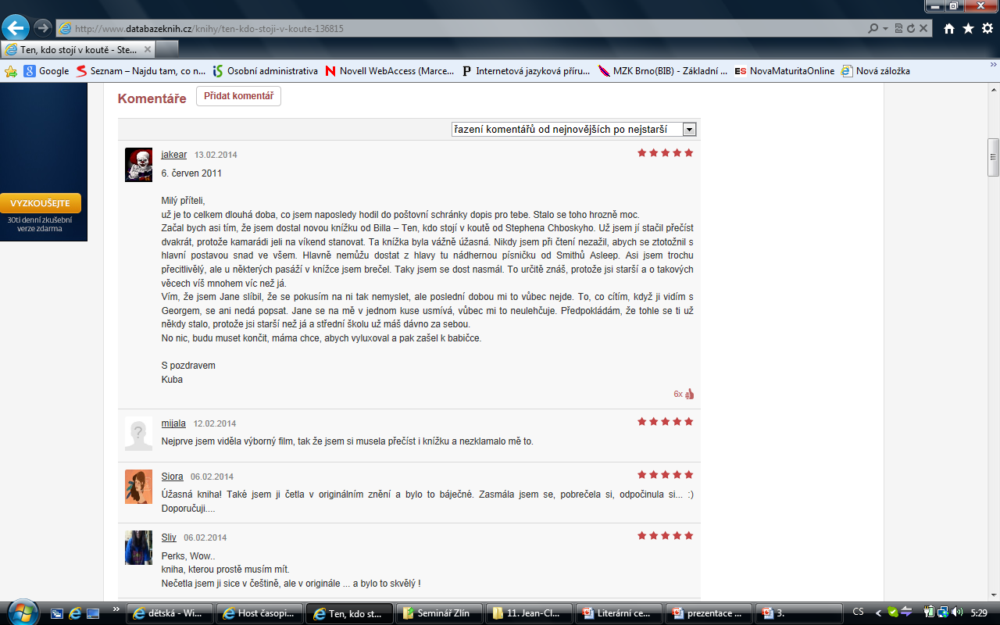 http://www.databazeknih.cz/knihy/ten-kdo-stoji-v-koute-136815
Ten, kdo stojí v koutě - Ste...
Google
Seznam – Najdu tam, co n...
Osobní administrativa
Novell WebAccess (Marce...
Internetová jazyková příru...
MZK Brno(BIB) - Základní ...
NovaMaturitaOnline
Nová záložka
VYZKOUŠEJTE
30ti denní zkušební
verze zdarma
Komentáře
Přidat komentář
řazení komentářů od nejnovějších po nejstarší
jakear 13.02.2014
6. červen 2011
Milý příteli,
už je to celkem dlouhá doba, co jsem naposledy hodil do poštovní schránky dopis pro tebe. Stalo se toho hrozně moc.
Začal bych asi tím, že jsem dostal novou knížku od Billa – Ten, kdo stojí v koutě od Stephena Chboskyho. Už jsem jí stačil přečíst
dvakrát, protože kamarádi jeli na víkend stanovat. Ta knížka byla vážně úžasná. Nikdy jsem při čtení nezažil, abych se ztotožnil s
hlavní postavou snad ve všem. Hlavně nemůžu dostat z hlavy tu nádhernou písničku od Smithů Asleep. Asi jsem trochu
přecitlivělý, ale u některých pasáží v knížce jsem brečel. Taky jsem se dost nasmál. To určitě znáš, protože jsi starší a o takových
věcech víš mnohem víc než já.
Vím, že jsem Jane slíbil, že se pokusím na ni tak nemyslet, ale poslední dobou mi to vůbec nejde. To, co cítím, když ji vidím s
Georgem, se ani nedá popsat. Jane se na mě v jednom kuse usmívá, vůbec mi to neulehčuje. Předpokládám, že tohle se ti už
někdy stalo, protože jsi starší než já a střední školu už máš dávno za sebou.
No nic, budu muset končit, máma chce, abych vyluxoval a pak zašel k babičce.
S pozdravem
Kuba
6x
mijala 12.02.2014
Nejprve jsem viděla výborný film, tak že jsem si musela přečíst i knížku a nezklamalo mě to.
Siora 06.02.2014
Úžasná kniha! Také jsem ji četla v originálním znění a bylo to báječné. Zasmála jsem se, pobrečela si, odpočinula si... :)
Doporučuji....
Sliv 06.02.2014
Perks, Wow..
kniha, kterou prostě musím mít.
Nečetla jsem ji sice v češtině, ale v originále ... a bylo to skvělý !
dětská - Wi...
Host časopi...
Ten, kdo st...
Seminář Zlín
11. Jean-Cl...
Literární ce...
prezentace ...
3.
CS
5:29